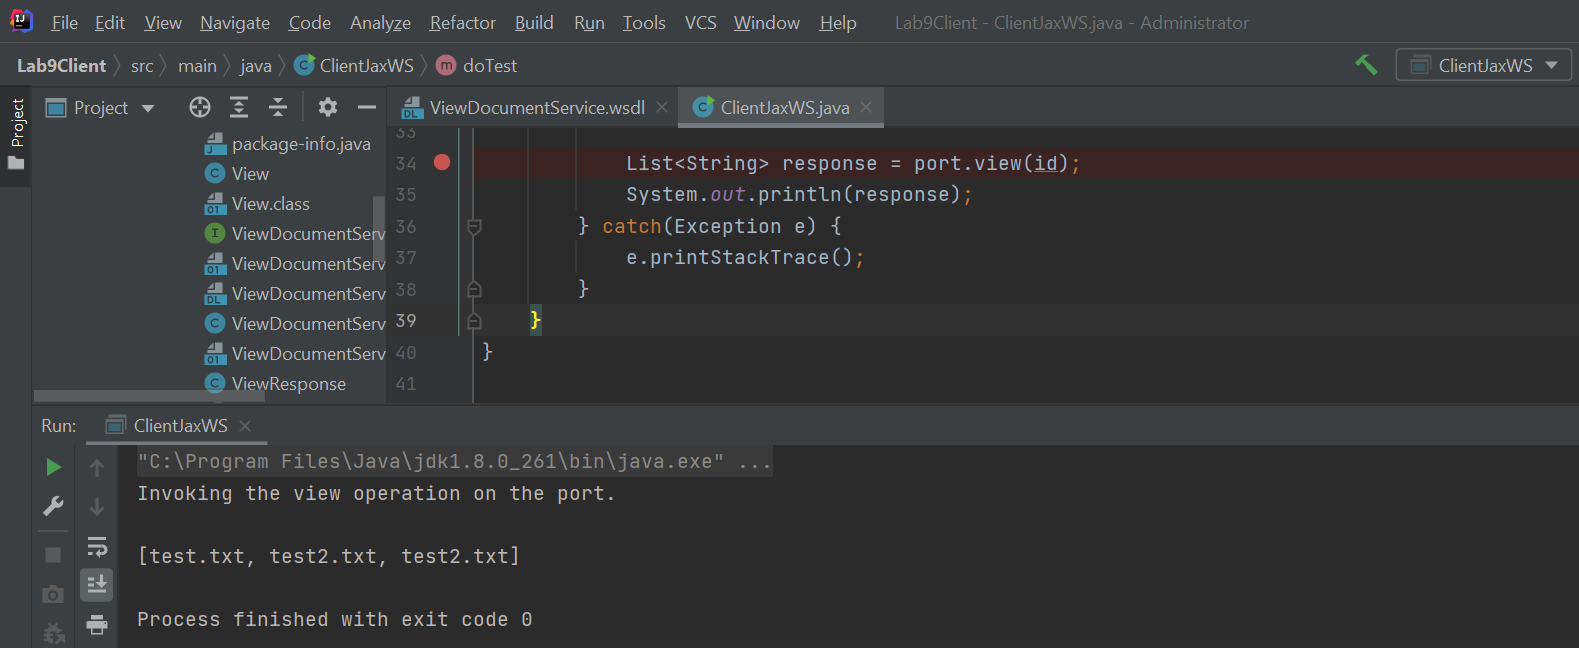 File Edit View Navigate Code Analyze Refactor Build Run Tools VCS Window Help Lab9Client - ClientJaxWS.java - Administrator
Lab9Client src main java ClientJaxWS doTest ClientJaxWS
Project
Project
ViewDocumentService.wsdl ClientJaxWS.java
package-info.java
View
View.class
ViewDocumentServ
ViewDocumentServ
ViewDocumentServ
ViewDocumentServ
ViewDocumentServ
ViewResponse
33
34 List<String> response = port.view(id);
35 System.out.println(response);
36 } catch(Exception e) {
37 e.printStackTrace();
38 }
39 }
40 }
41
Run: ClientJaxWS
"C:\Program Files\Java\jdk1.8.0_261\bin\java.exe" ...
Invoking the view operation on the port.
[test.txt, test2.txt, test2.txt]
Process finished with exit code 0